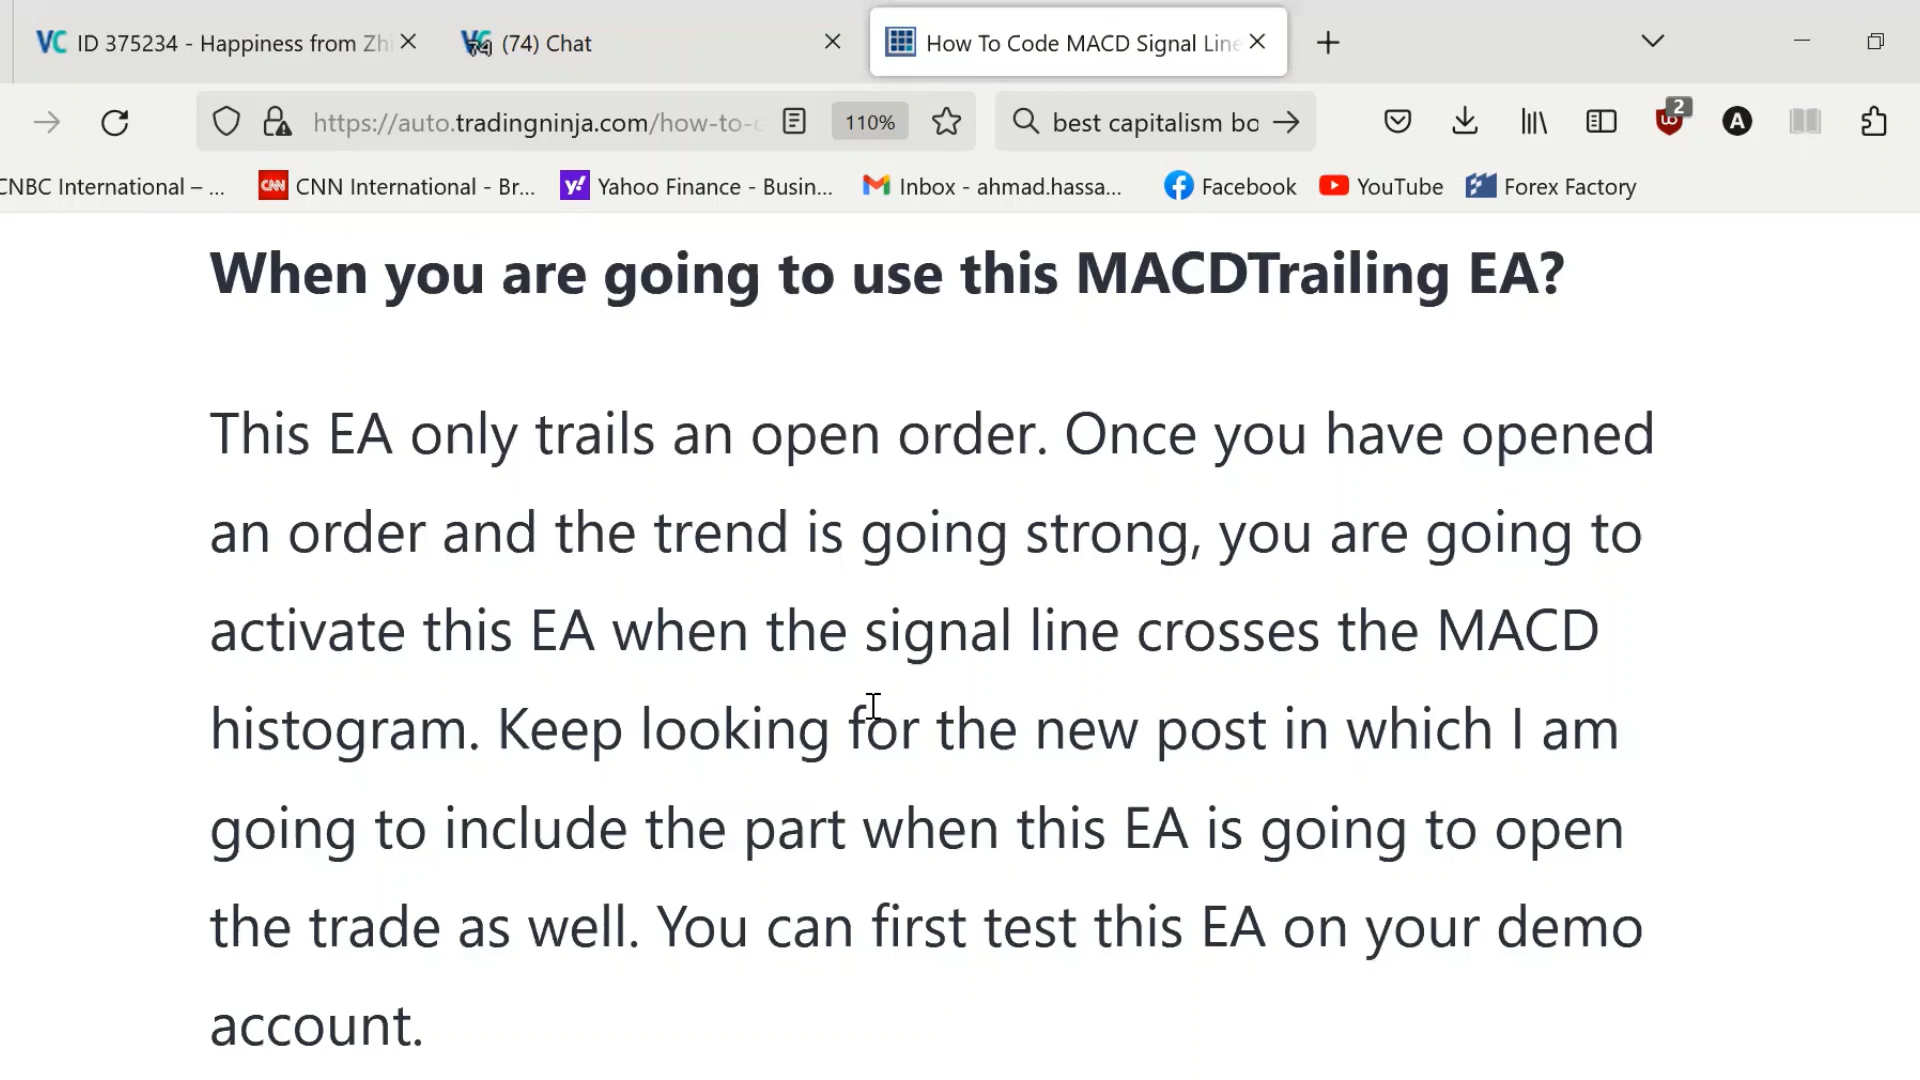 VC ID 375234 - Happiness from Zhi
(74) Chat
How To Code MACD Signal Line
https://auto.tradingninja.com/how-to-c
110%
best capitalism bo
2
A
CNBC International – ...
CNN CNN International - Br...
y! Yahoo Finance - Busin...
Inbox - ahmad.hassa...
Facebook
YouTube
Forex Factory
When you are going to use this MACDTrailing EA?
This EA only trails an open order. Once you have opened
an order and the trend is going strong, you are going to
activate this EA when the signal line crosses the MACD
histogram. Keep looking for the new post in which I am
going to include the part when this EA is going to open
the trade as well. You can first test this EA on your demo
account.